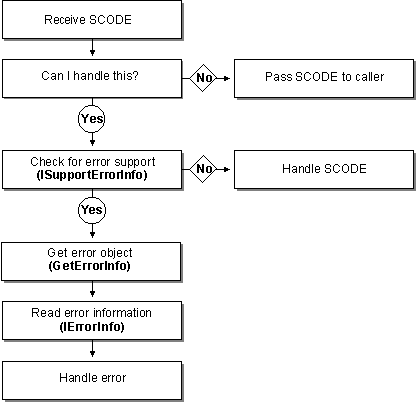 Receive SCODE
Can I handle this?
No
Pass SCODE to caller
Yes
Check for error support
(ISupportErrorInfo)
No
Handle SCODE
Yes
Get error object
(GetErrorInfo)
Read error information
(IErrorInfo)
Handle error